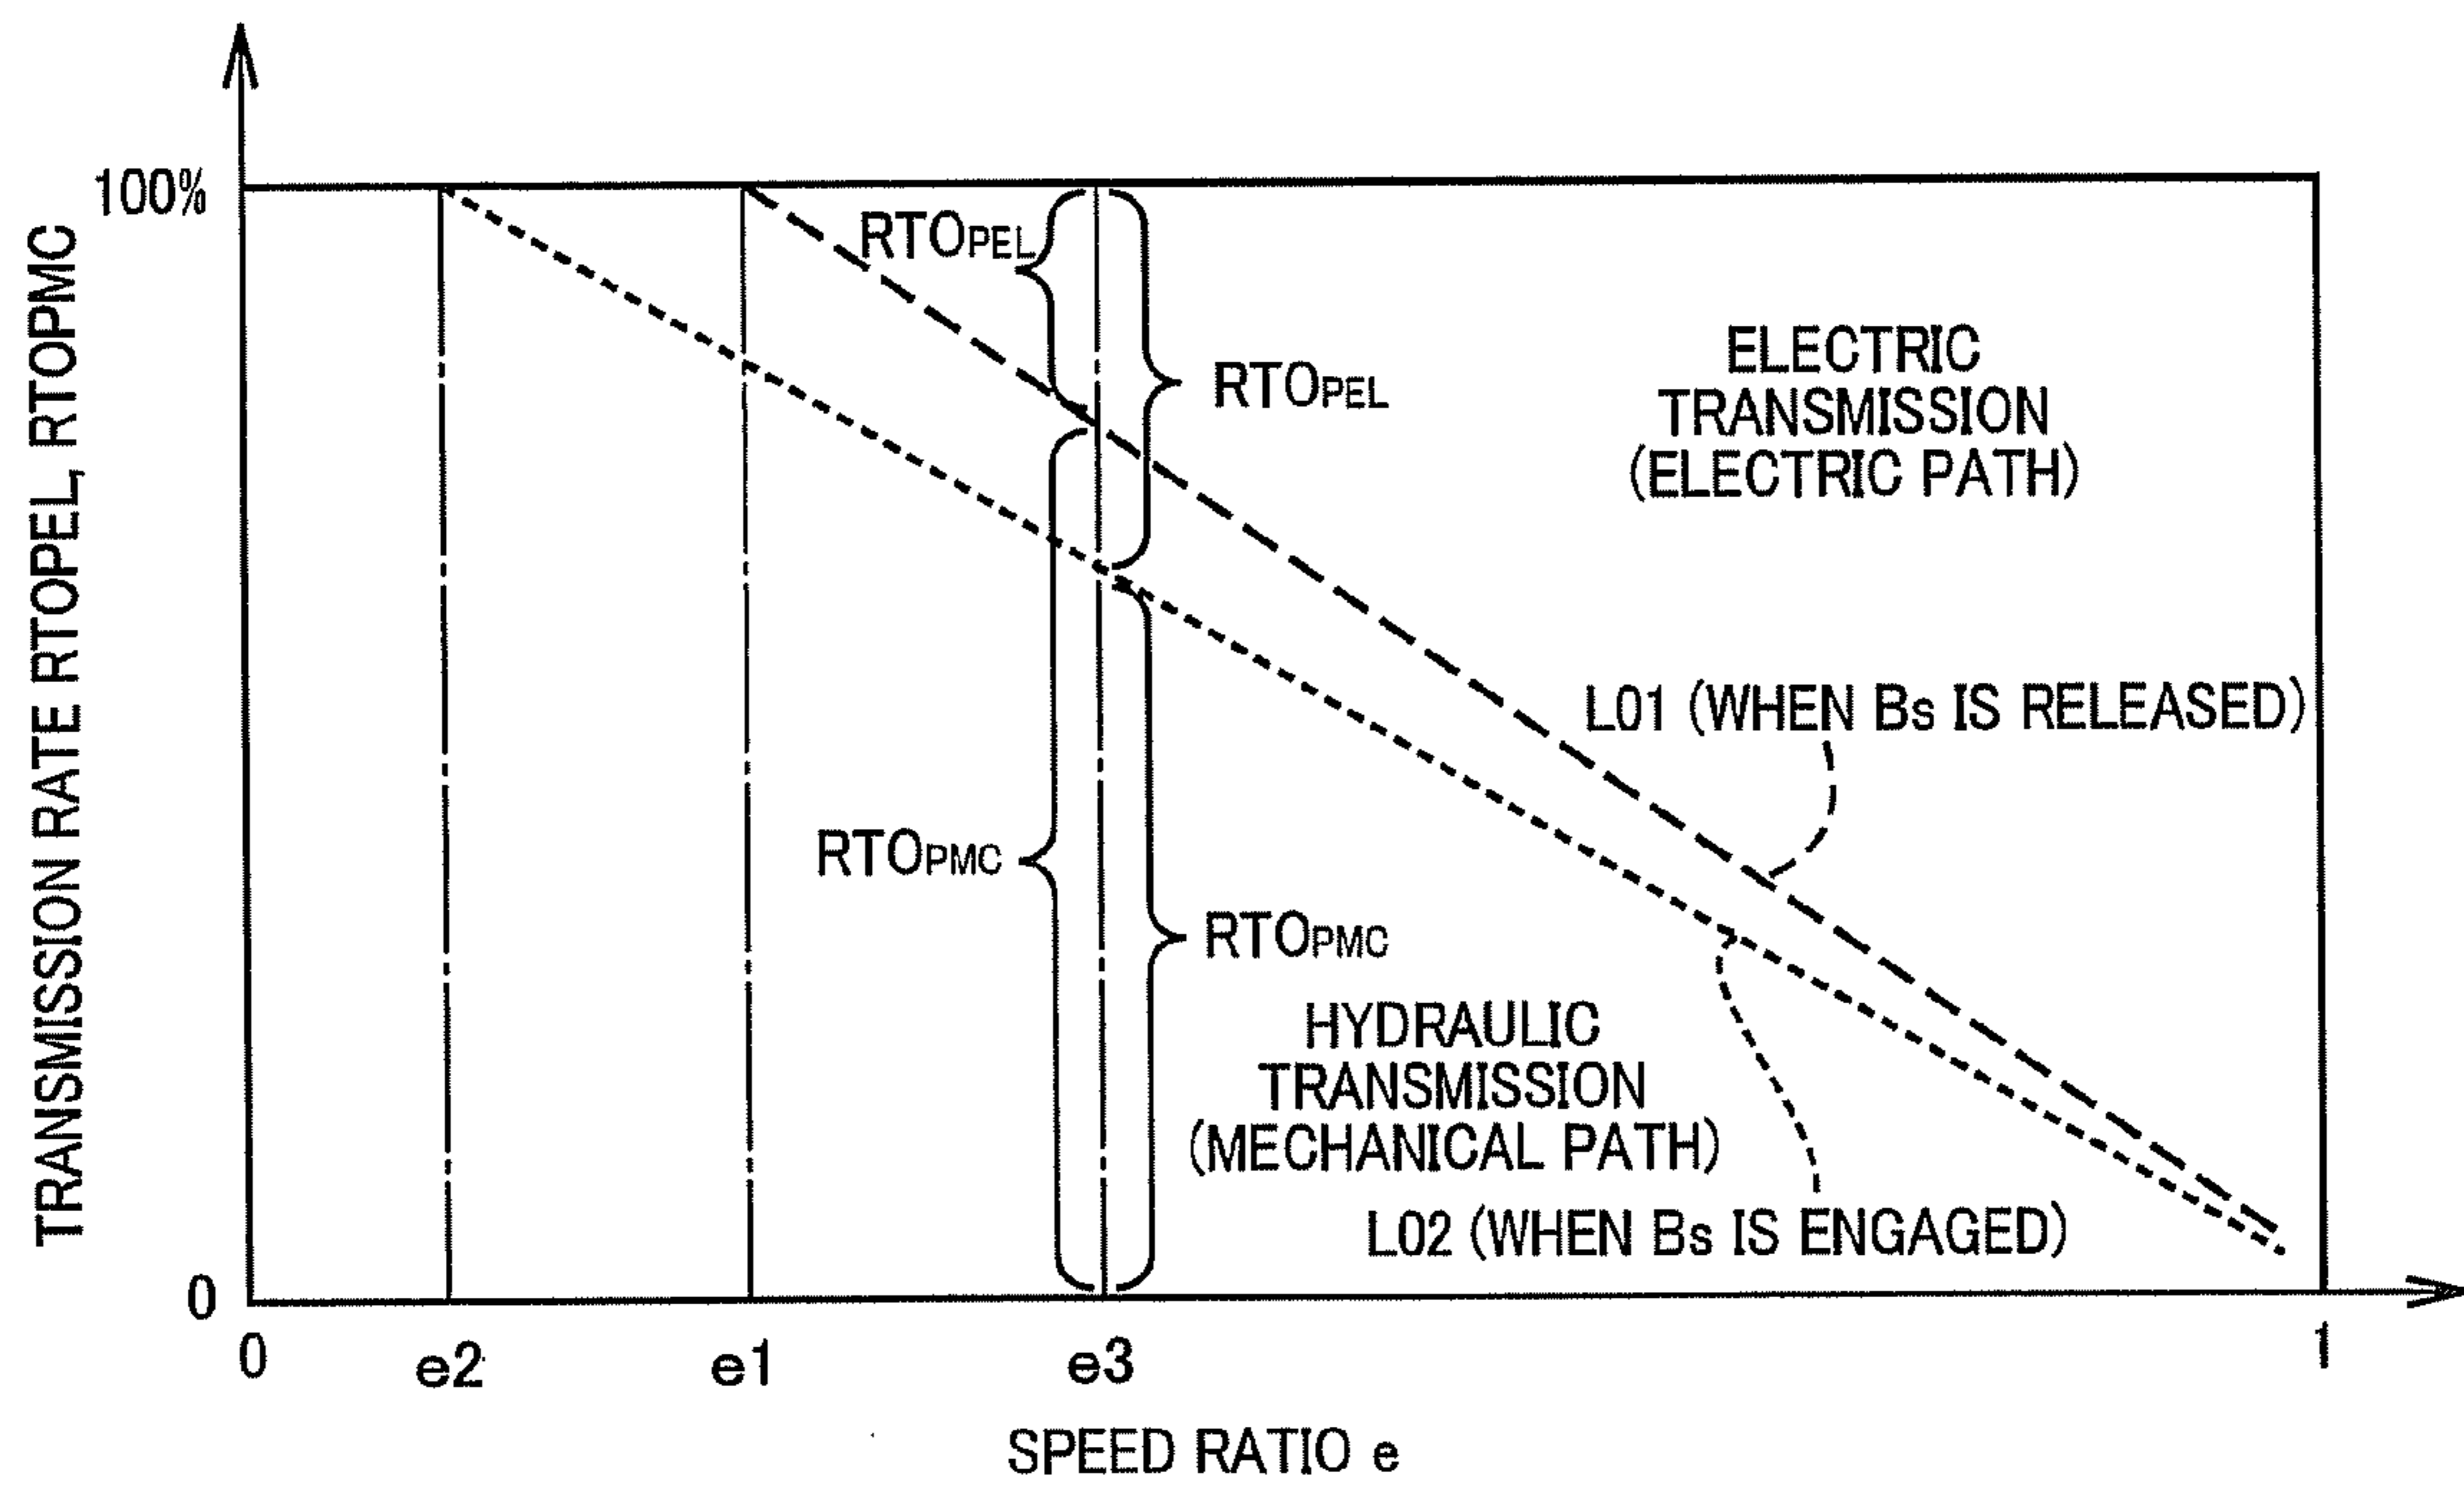 TRANSMISSION RATE RTOPEL, RTOPMC
100%
RTOPEL
RTOPEL
ELECTRIC
TRANSMISSION
(ELECTRIC PATH)
L01 (WHEN Bs IS RELEASED)
RTOPMC
RTOPMC
HYDRAULIC
TRANSMISSION
(MECHANICAL PATH)
L02 (WHEN Bs IS ENGAGED)
0
0
e2
e1
e3
1
SPEED RATIO e